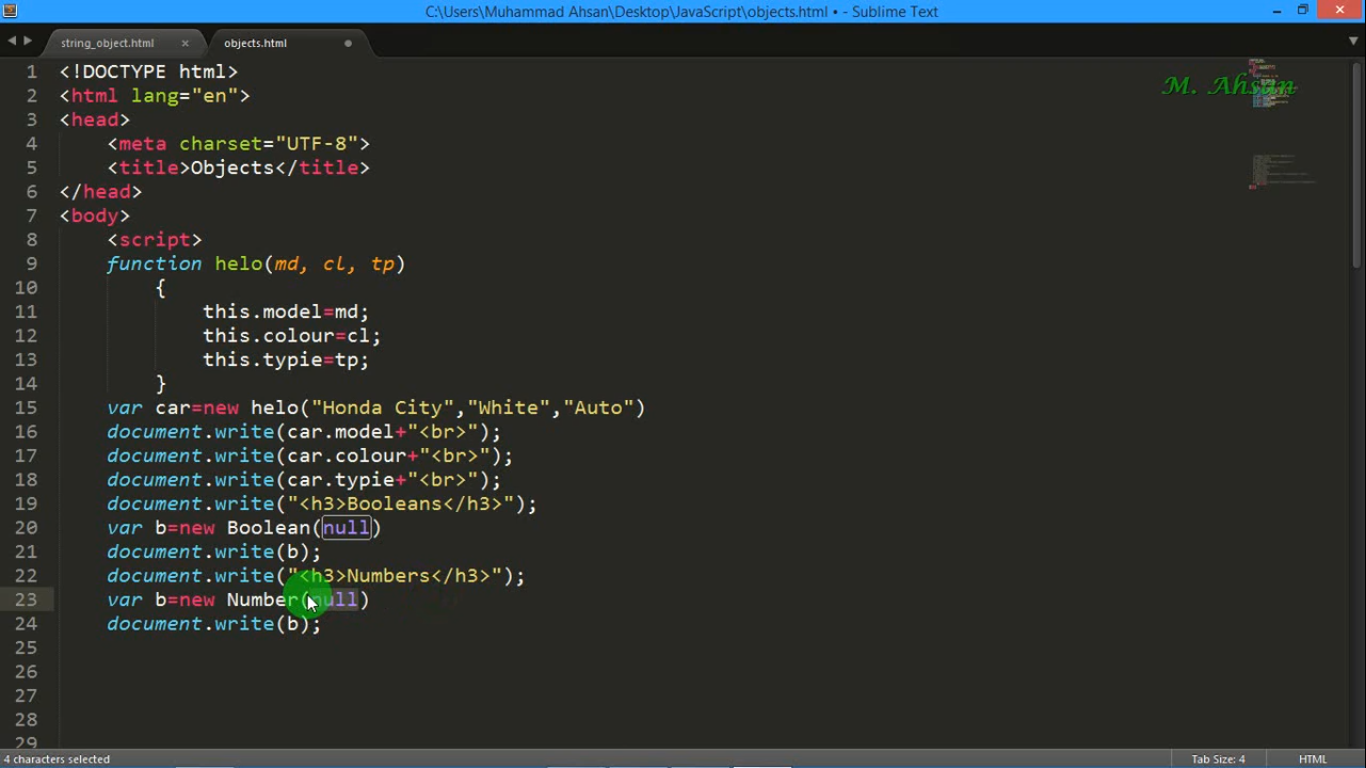 C:\Users\Muhammad Ahsan\Desktop\JavaScript\objects.html • - Sublime Text
string_object.html × objects.html
M. Ahsan
1 <!DOCTYPE html>
2 <html lang="en">
3 <head>
4 <meta charset="UTF-8">
5 <title>Objects</title>
6 </head>
7 <body>
8 <script>
9 function helo(md, cl, tp)
10 {
11 this.model=md;
12 this.colour=cl;
13 this.typie=tp;
14 }
15 var car=new helo("Honda City","White","Auto")
16 document.write(car.model+"<br>");
17 document.write(car.colour+"<br>");
18 document.write(car.typie+"<br>");
19 document.write("<h3>Booleans</h3>");
20 var b=new Boolean(null)
21 document.write(b);
22 document.write("<h3>Numbers</h3>");
23 var b=new Number(null)
24 document.write(b);
25
26
27
28
29
4 characters selected Tab Size: 4 HTML